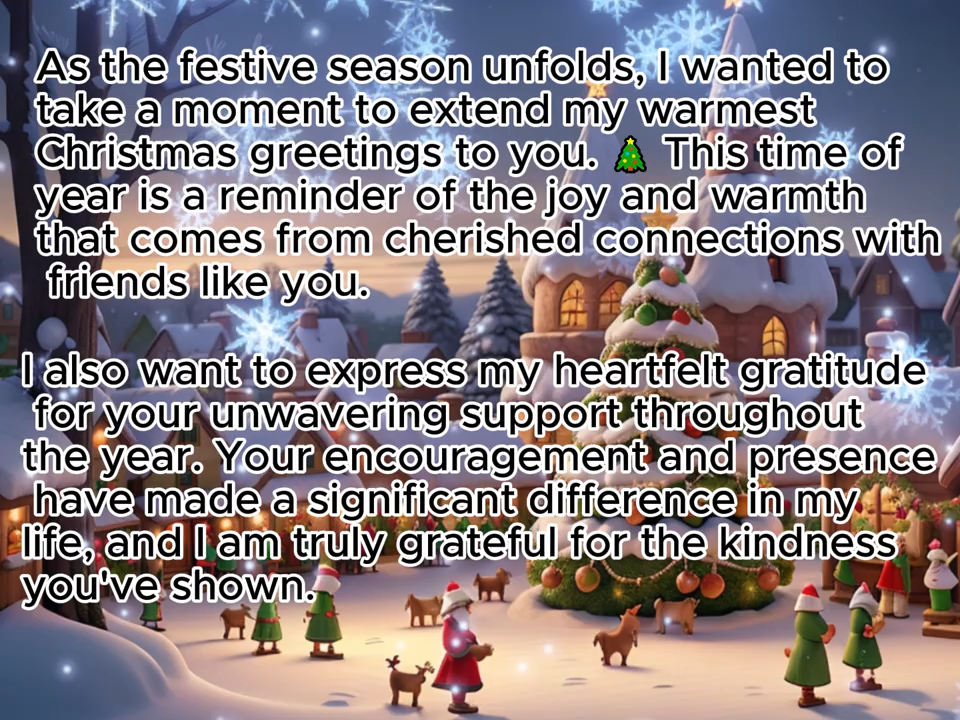 As the festive season unfolds, I wanted to
take a moment to extend my warmest
Christmas greetings to you. 🎄 This time of
year is a reminder of the joy and warmth
that comes from cherished connections with
friends like you.
I also want to express my heartfelt gratitude
for your unwavering support throughout
the year. Your encouragement and presence
have made a significant difference in my
life, and I am truly grateful for the kindness
you've shown.